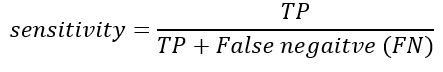 sensitivity = TP / TP + False negaitve (FN)